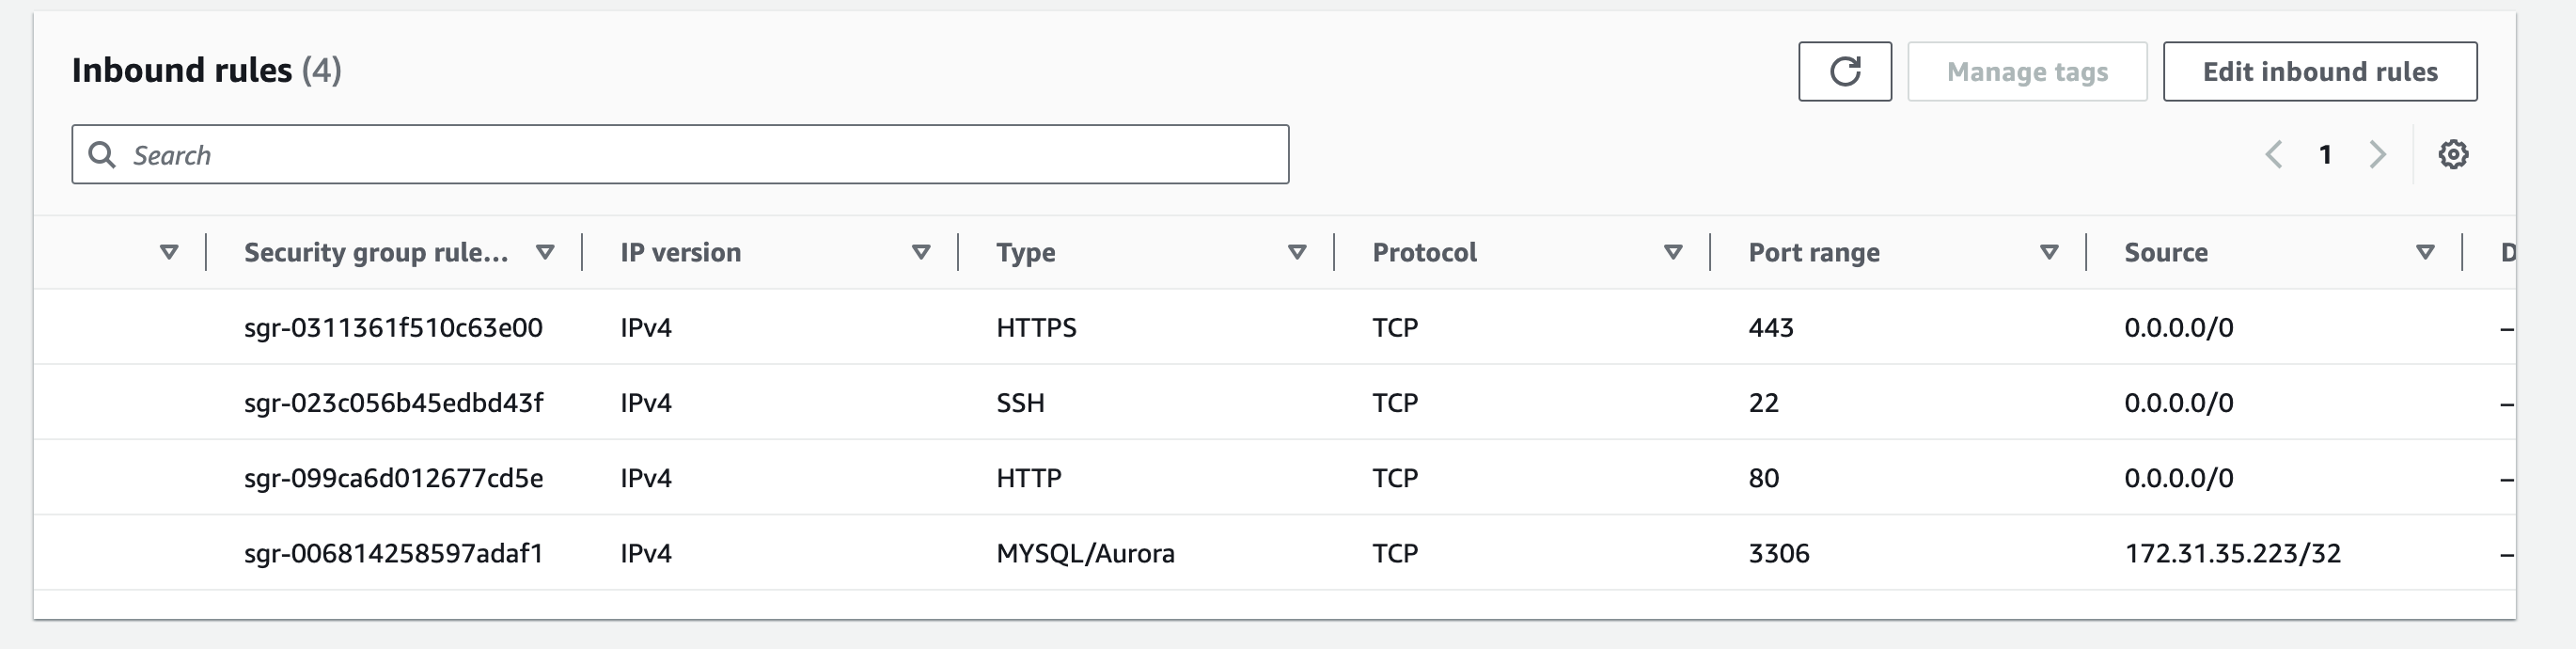 Inbound rules (4)
Manage tags
Edit inbound rules
Search
1
Security group rule... IP version Type Protocol Port range Source D
sgr-0311361f510c63e00 IPv4 HTTPS TCP 443 0.0.0.0/0 –
sgr-023c056b45edbd43f IPv4 SSH TCP 22 0.0.0.0/0 –
sgr-099ca6d012677cd5e IPv4 HTTP TCP 80 0.0.0.0/0 –
sgr-006814258597adaf1 IPv4 MYSQL/Aurora TCP 3306 172.31.35.223/32 –